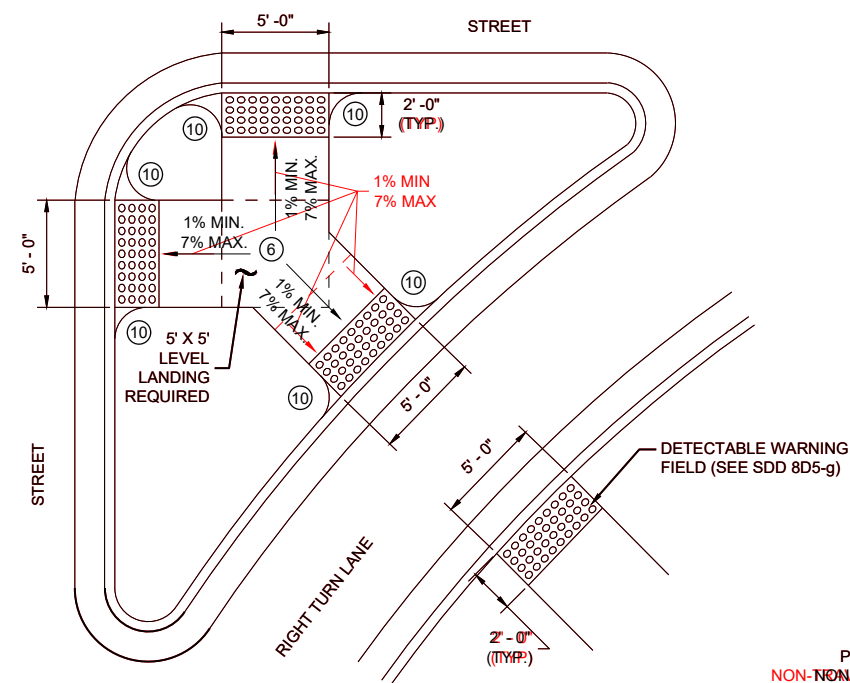 5' -0"
STREET
10
10
2' -0"
(TYP.)
10
1% MIN.
7% MAX.
1% MIN
7% MAX
5' - 0"
1% MIN.
7% MAX.
6
10
1% MIN.
7% MAX.
10
5' X 5'
LEVEL
LANDING
REQUIRED
10
5' - 0"
5' - 0"
DETECTABLE WARNING
FIELD (SEE SDD 8D5-g)
STREET
RIGHT TURN LANE
2' - 0"
(TYP.)
P